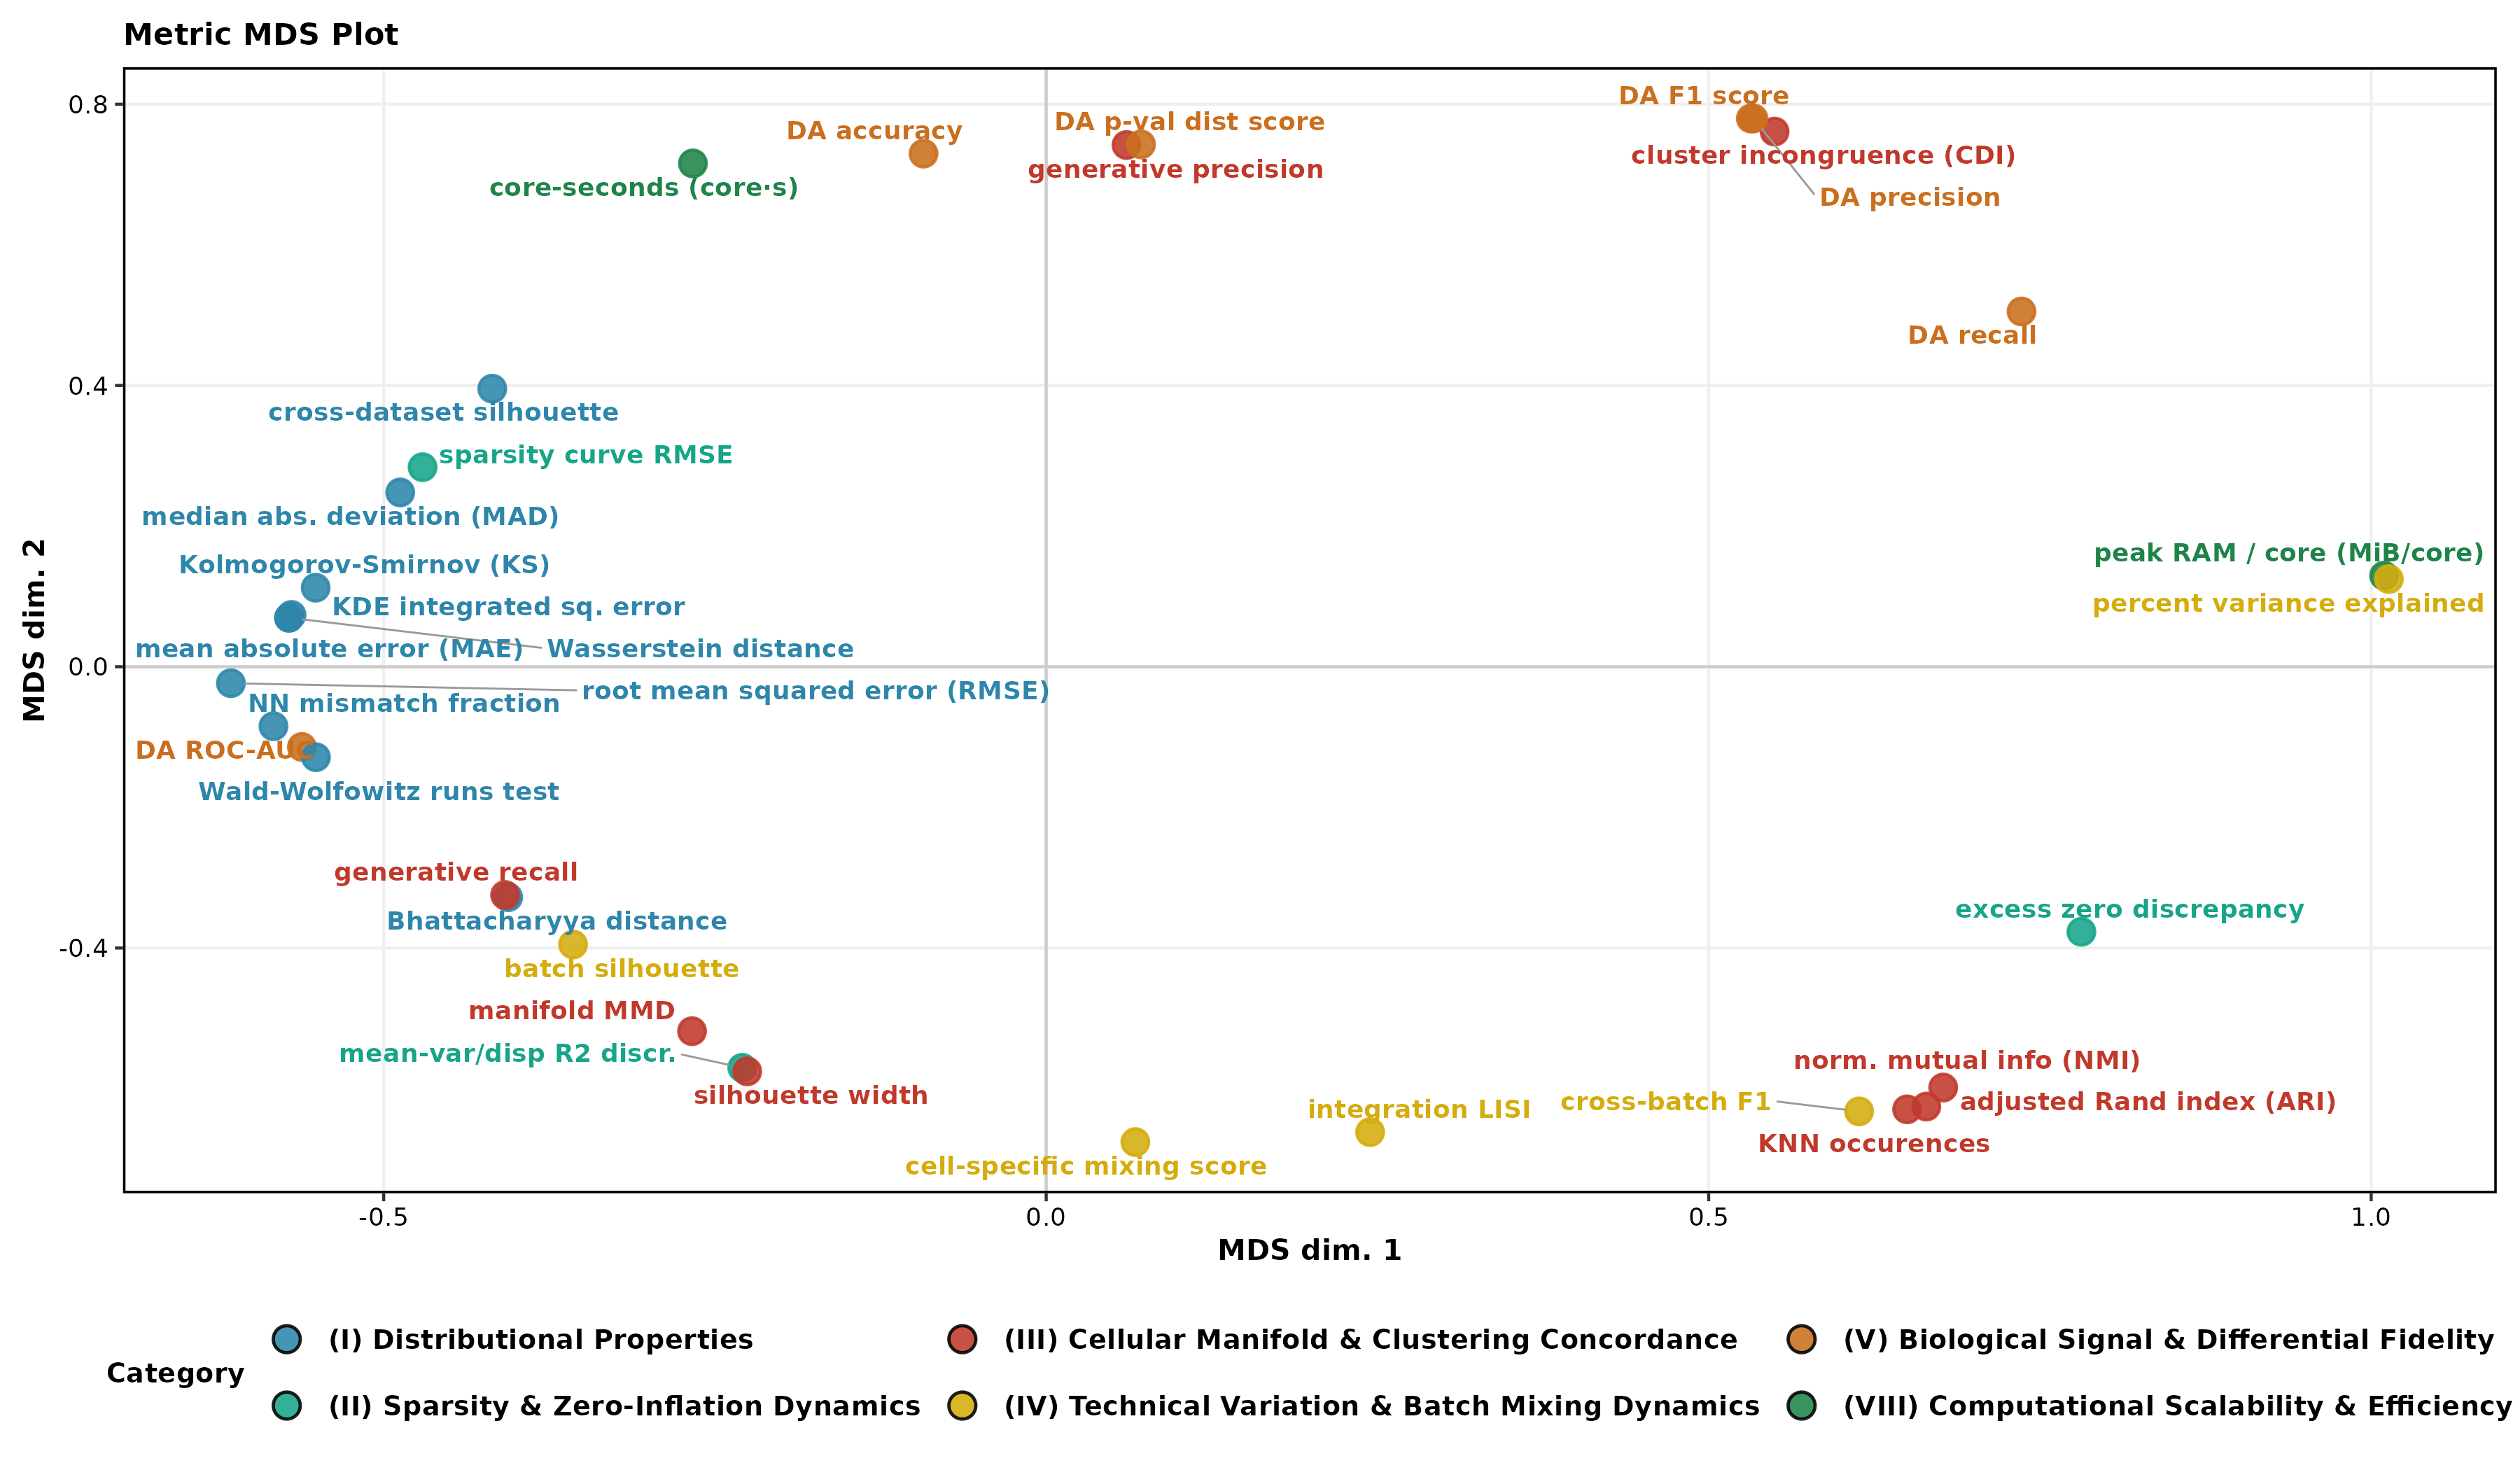 Metric MDS Plot
DA F1 score
0.8
DA p-val dist score
DA accuracy
cluster incongruence (CDI)
generative precision
core-seconds (core·s)
DA precision
DA recall
0.4
cross-dataset silhouette
sparsity curve RMSE
median abs. deviation (MAD)
peak RAM / core (MiB/core)
Kolmogorov-Smirnov (KS)
percent variance explained
KDE integrated sq. error
MDS dim. 2
mean absolute error (MAE)
Wasserstein distance
0.0
root mean squared error (RMSE)
NN mismatch fraction
DA ROC-AUC
Wald-Wolfowitz runs test
generative recall
excess zero discrepancy
Bhattacharyya distance
-0.4
batch silhouette
manifold MMD
mean-var/disp R2 discr.
norm. mutual info (NMI)
silhouette width
cross-batch F1
adjusted Rand index (ARI)
integration LISI
KNN occurences
cell-specific mixing score
-0.5
0.0
0.5
1.0
MDS dim. 1
Category
(I) Distributional Properties
(III) Cellular Manifold & Clustering Concordance
(V) Biological Signal & Differential Fidelity
(II) Sparsity & Zero-Inflation Dynamics
(IV) Technical Variation & Batch Mixing Dynamics
(VIII) Computational Scalability & Efficiency